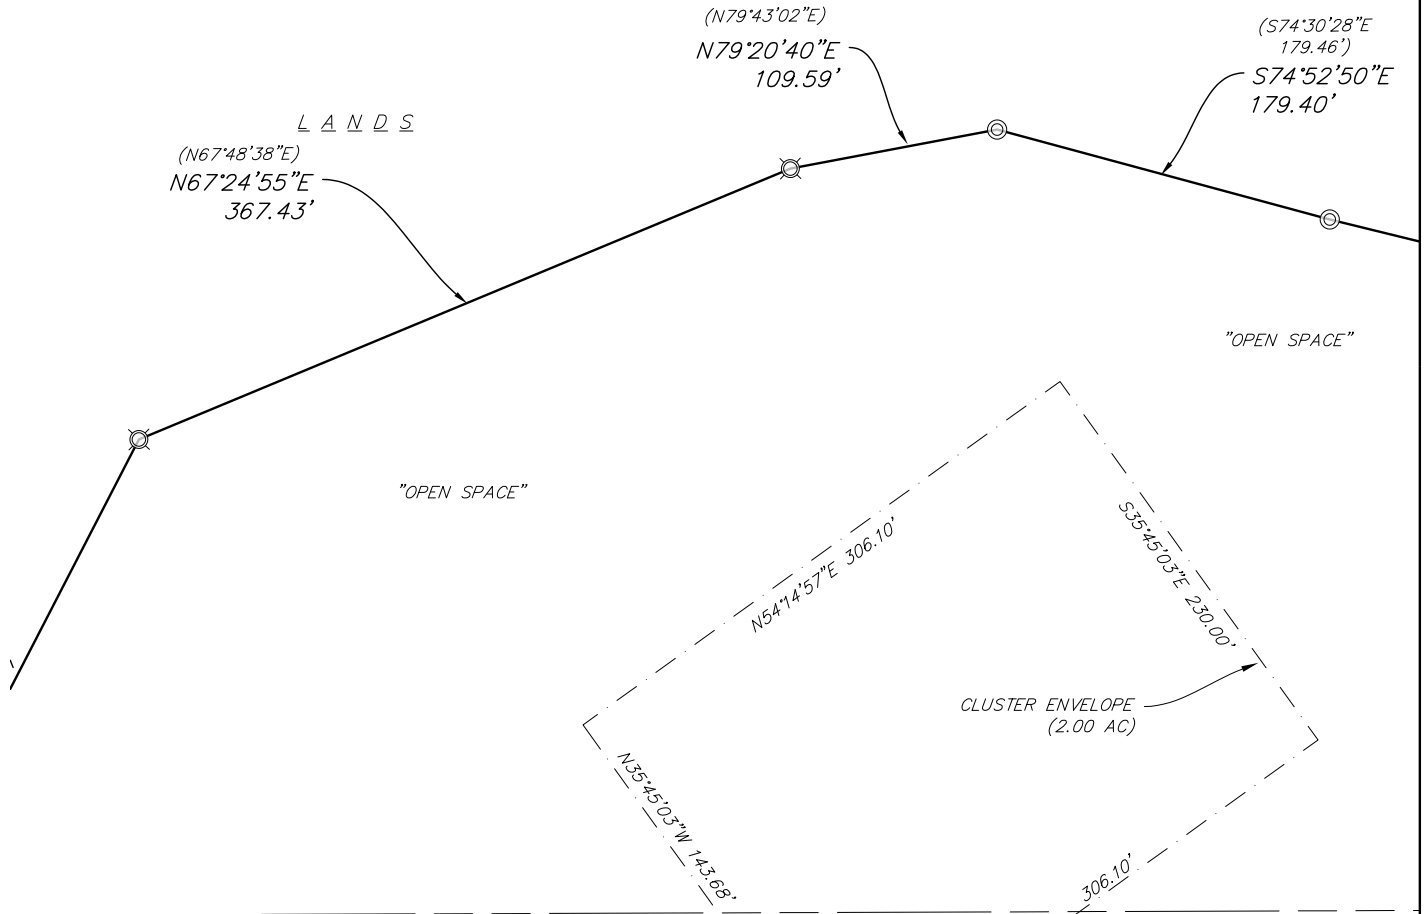 (N79°43'02"E)
N79°20'40"E
109.59'
(S74°30'28"E
179.46')
S74°52'50"E
179.40'
LANDS
(N67°48'38"E)
N67°24'55"E
367.43'
"OPEN SPACE"
"OPEN SPACE"
N54°14'57"E 306.10'
S35°45'03"E 230.00'
CLUSTER ENVELOPE
(2.00 AC)
N35°45'03"W 143.68'
306.10'